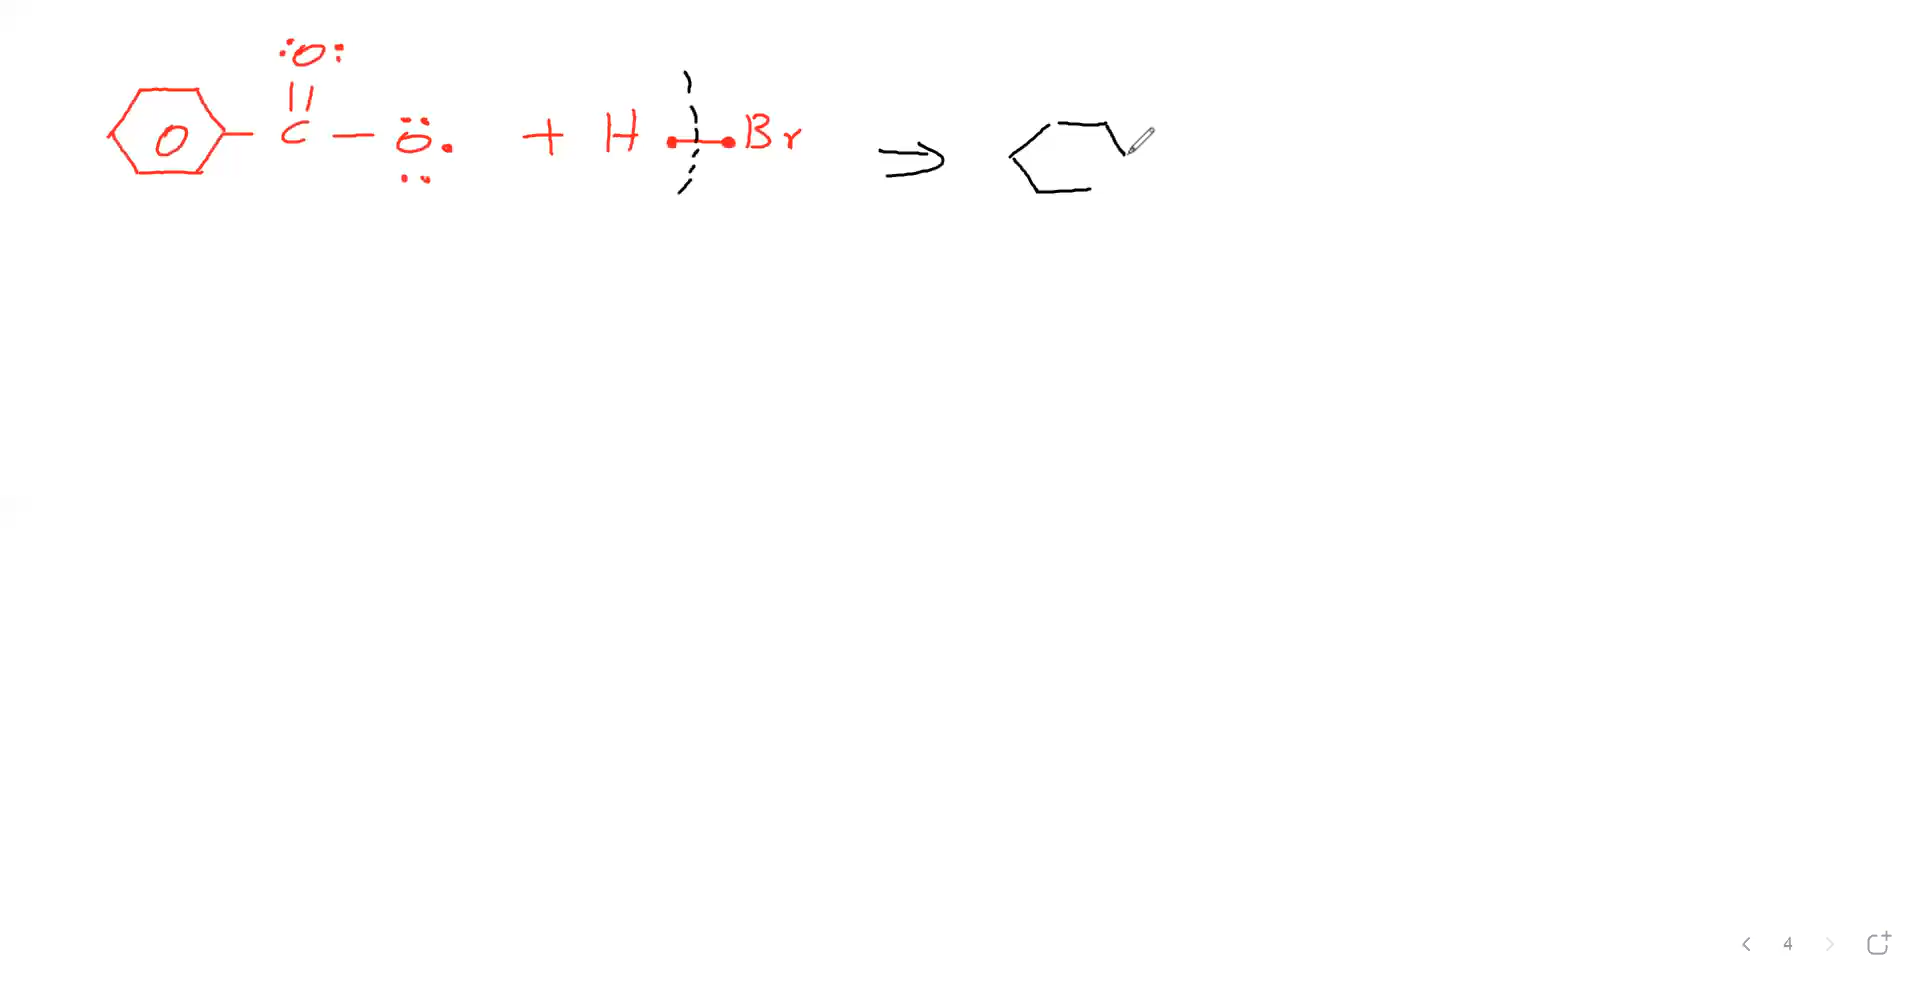 :O:
||
C — O. + H — Br ⇒
4